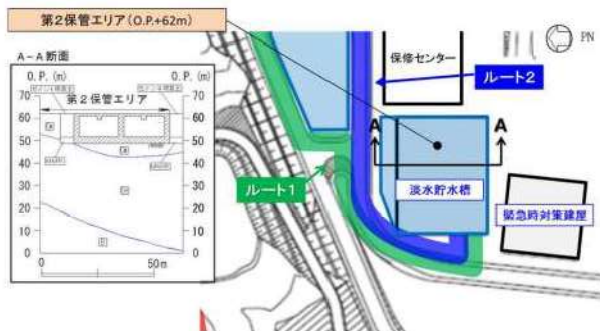 第2保管エリア(O.P.+62m)
A-A断面
O.P.(m)
O.P.(m)
第2保管エリア
70
60
50
40
30
20
10
0
70
60
50
40
30
20
10
0
0
50m
保修センター
PN
ルート2
A
A
ルート1
淡水貯水槽
緊急時対策建屋